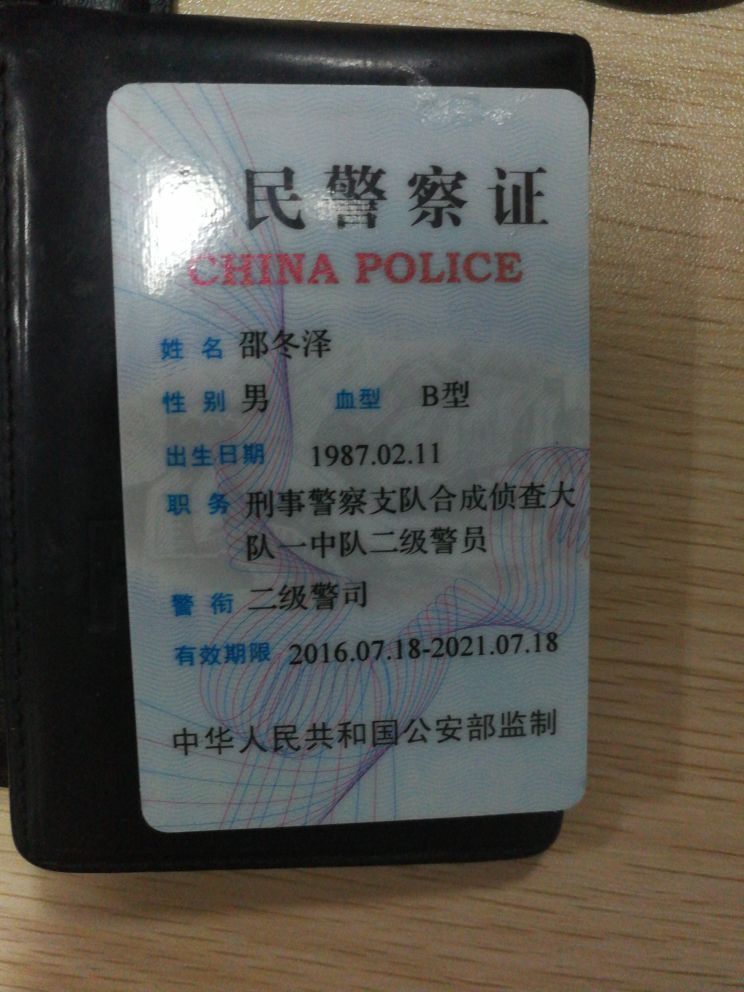 民警察证
CHINA POLICE
姓 名 邵冬泽
性 别 男 血型 B型
出生日期 1987.02.11
职 务 刑事警察支队合成侦查大
队一中队二级警员
警 衔 二级警司
有效期限 2016.07.18-2021.07.18
中华人民共和国公安部监制